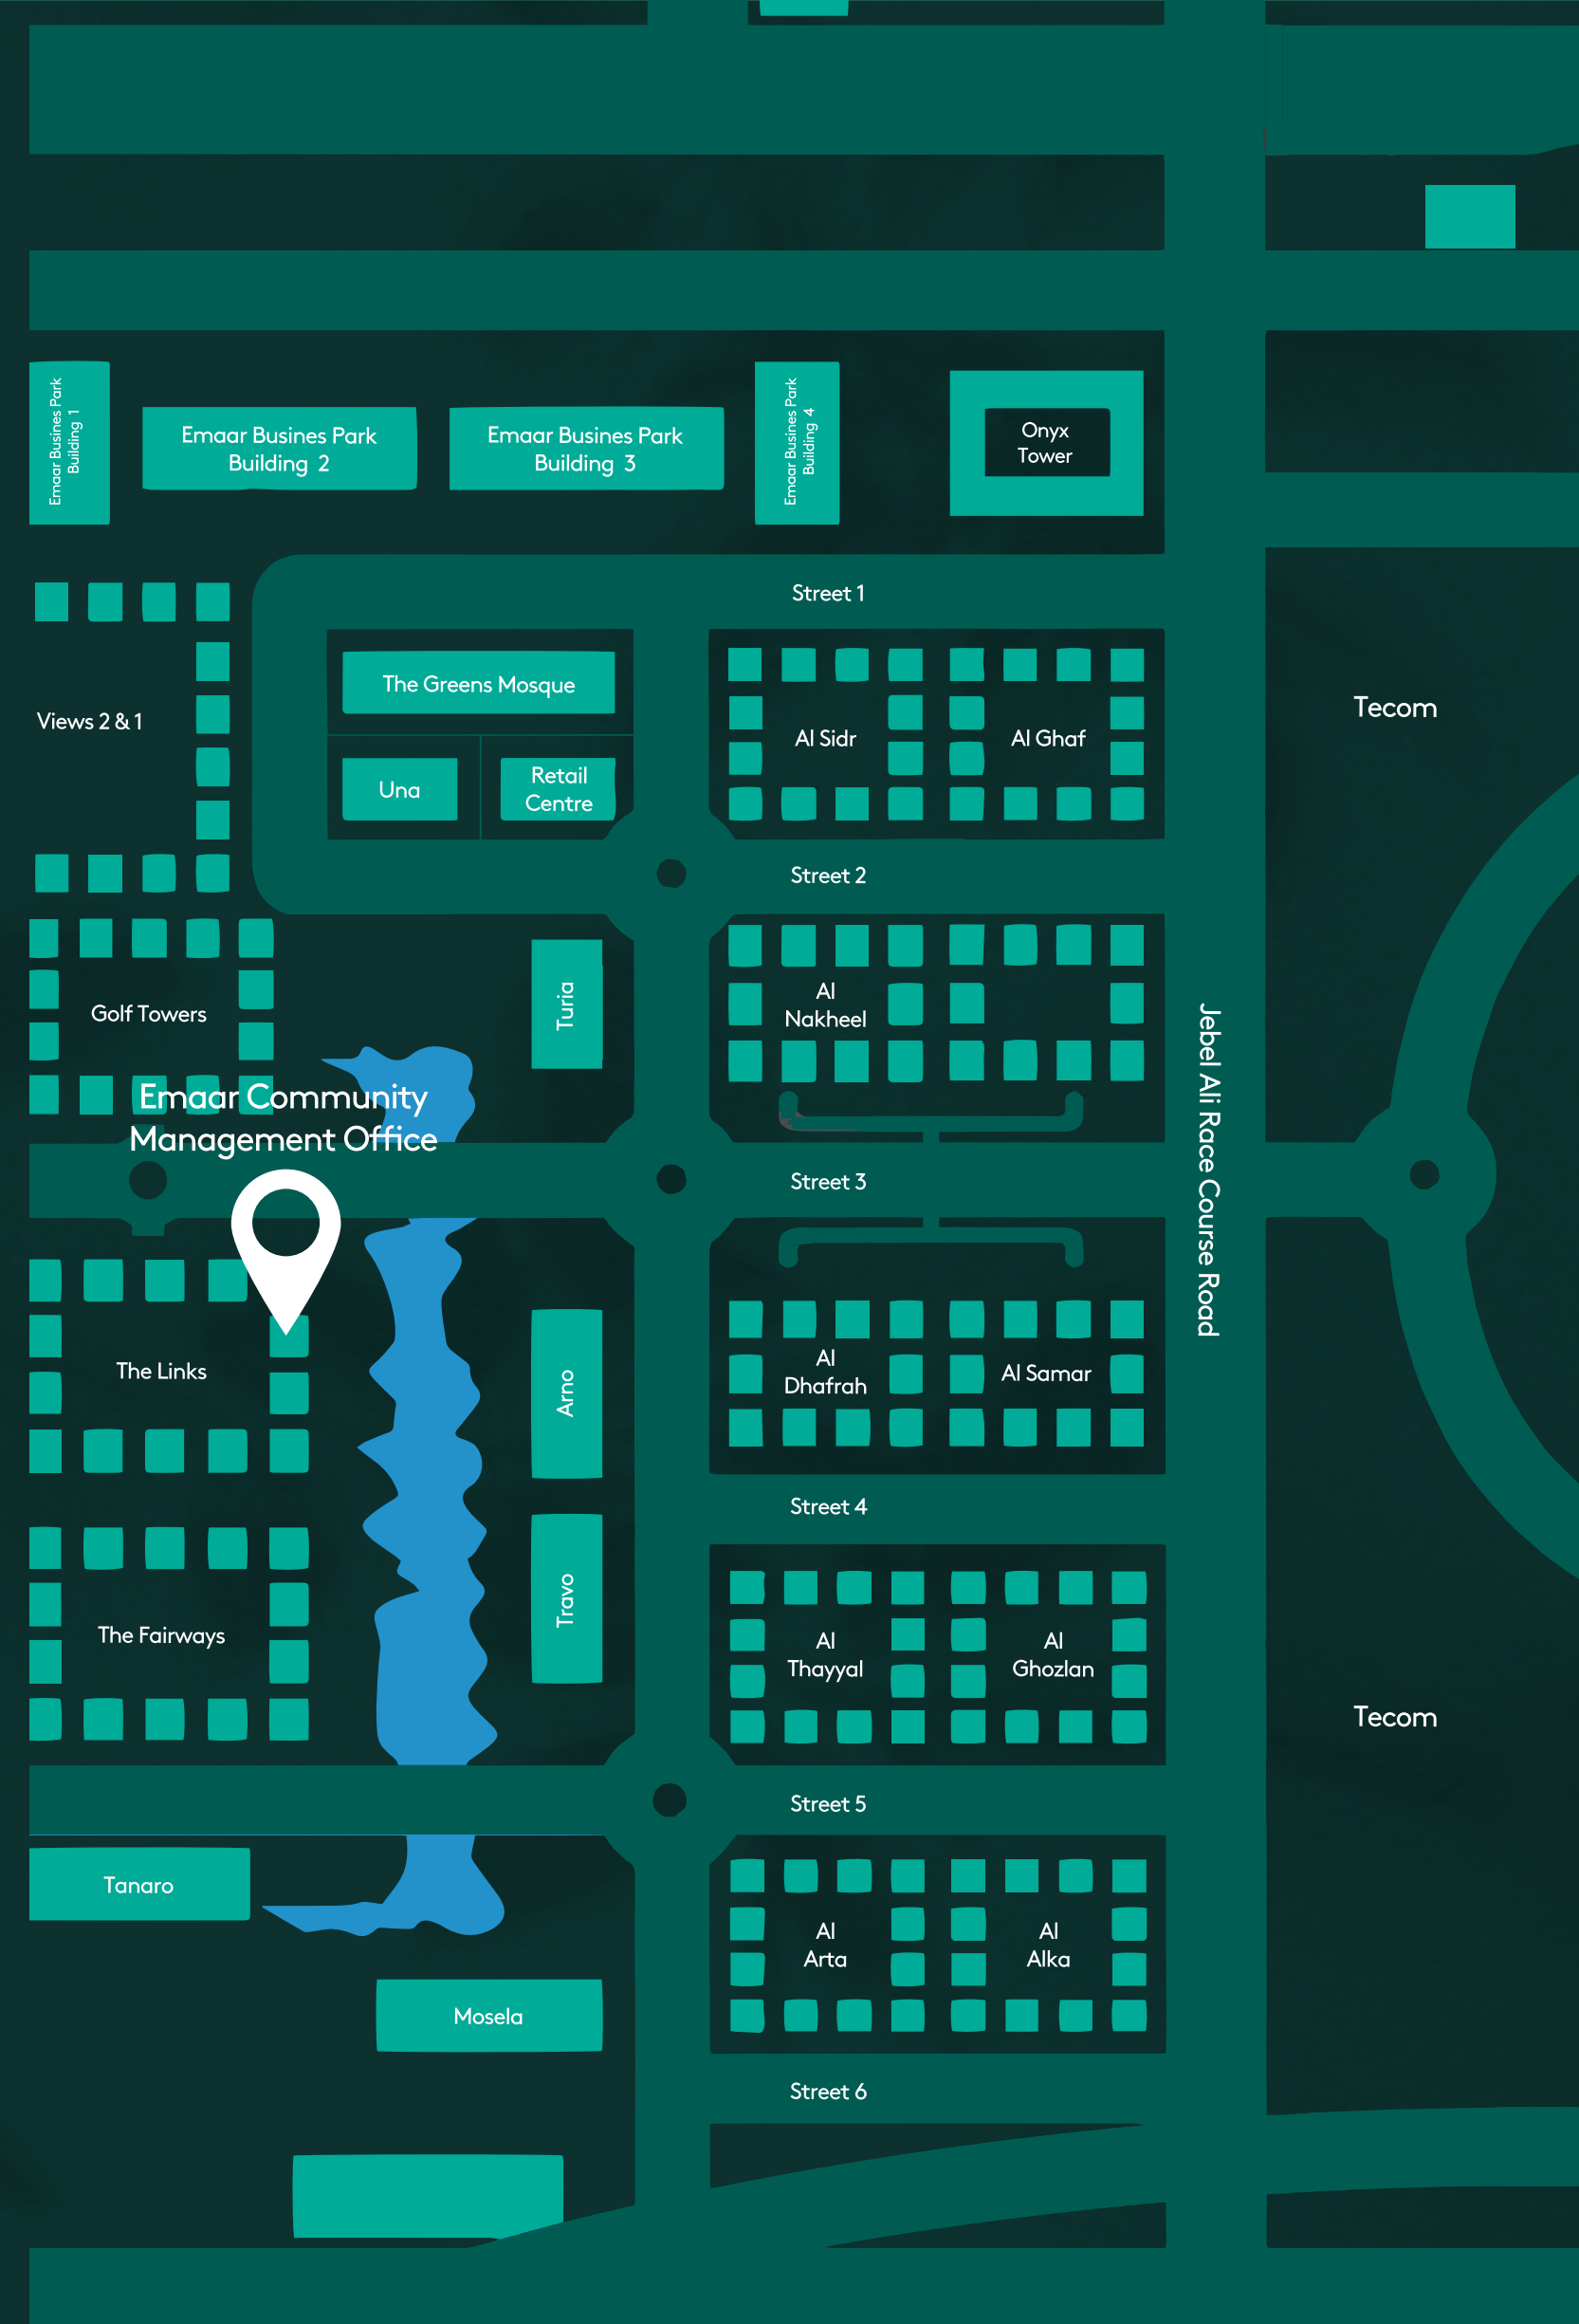 Emaar Busines Park
Building 1
Emaar Busines Park
Building 2
Emaar Busines Park
Building 3
Emaar Busines Park
Building 4
Onyx
Tower
Street 1
The Greens Mosque
Views 2 & 1
Al Sidr
Al Ghaf
Tecom
Una
Retail
Centre
Street 2
Golf Towers
Turia
Al
Nakheel
Jebel Ali Race Course Road
Emaar Community
Management Office
Street 3
The Links
Arno
Al
Dhafrah
Al Samar
Street 4
The Fairways
Travo
Al
Thayyal
Al
Ghozlan
Tecom
Street 5
Tanaro
Al
Arta
Al
Alka
Mosela
Street 6